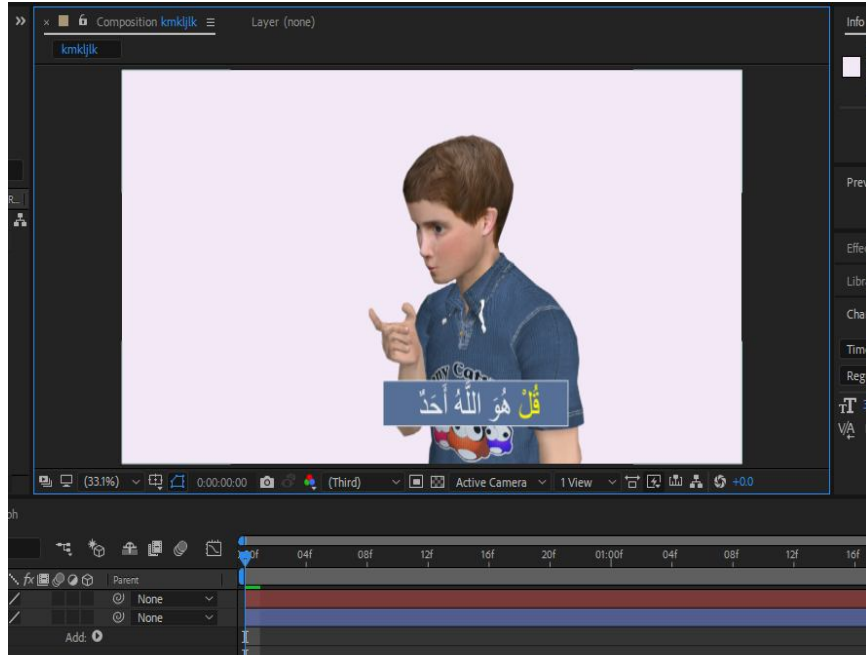 Composition kmkljlk
Layer (none)
Info
kmkljlk
Prev
Effe
Libr
Cha
Tim
Reg
قُلْ هُوَ اللَّهُ أَحَدٌ
(33.1%)
0:00:00:00
(Third)
Active Camera
1 View
+0.0
04f
08f
12f
16f
20f
01:00f
04f
08f
12f
16f
fx
Parent
None
None
Add: